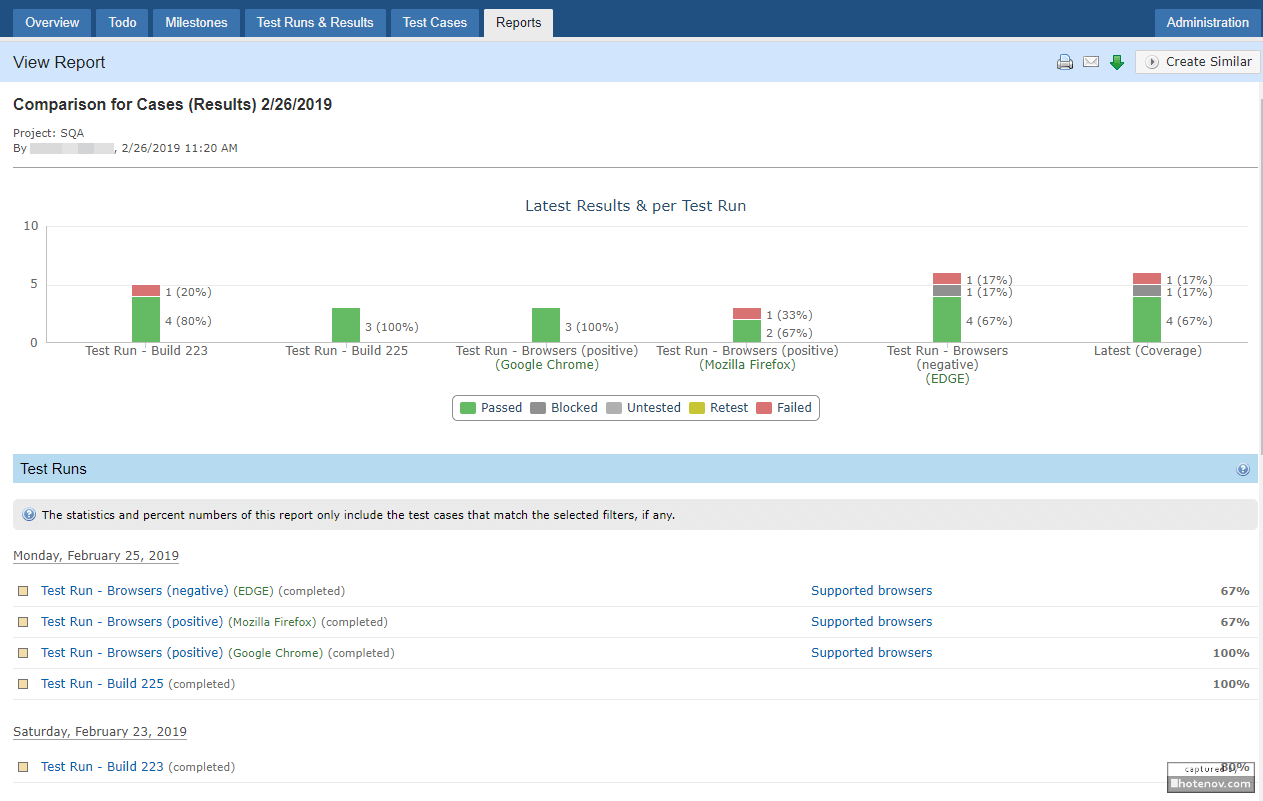 Overview Todo Milestones Test Runs & Results Test Cases Reports Administration
View Report Create Similar
Comparison for Cases (Results) 2/26/2019
Project: SQA
By , 2/26/2019 11:20 AM
Latest Results & per Test Run
10
5
0
1 (20%)
4 (80%)
3 (100%)
3 (100%)
1 (33%)
2 (67%)
1 (17%)
1 (17%)
4 (67%)
1 (17%)
1 (17%)
4 (67%)
Test Run - Build 223
Test Run - Build 225
Test Run - Browsers (positive)
(Google Chrome)
Test Run - Browsers (positive)
(Mozilla Firefox)
Test Run - Browsers
(negative)
(EDGE)
Latest (Coverage)
Passed Blocked Untested Retest Failed
Test Runs
The statistics and percent numbers of this report only include the test cases that match the selected filters, if any.
Monday, February 25, 2019
Test Run - Browsers (negative) (EDGE) (completed) Supported browsers 67%
Test Run - Browsers (positive) (Mozilla Firefox) (completed) Supported browsers 67%
Test Run - Browsers (positive) (Google Chrome) (completed) Supported browsers 100%
Test Run - Build 225 (completed) 100%
Saturday, February 23, 2019
Test Run - Build 223 (completed) 80%
captured by
hotenov.com